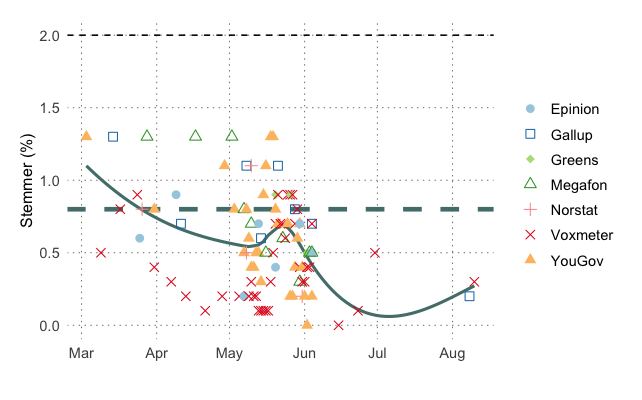 2.0
1.5
1.0
0.5
0.0
Stemmer (%)
Mar Apr May Jun Jul Aug
Epinion
Gallup
Greens
Megafon
Norstat
Voxmeter
YouGov